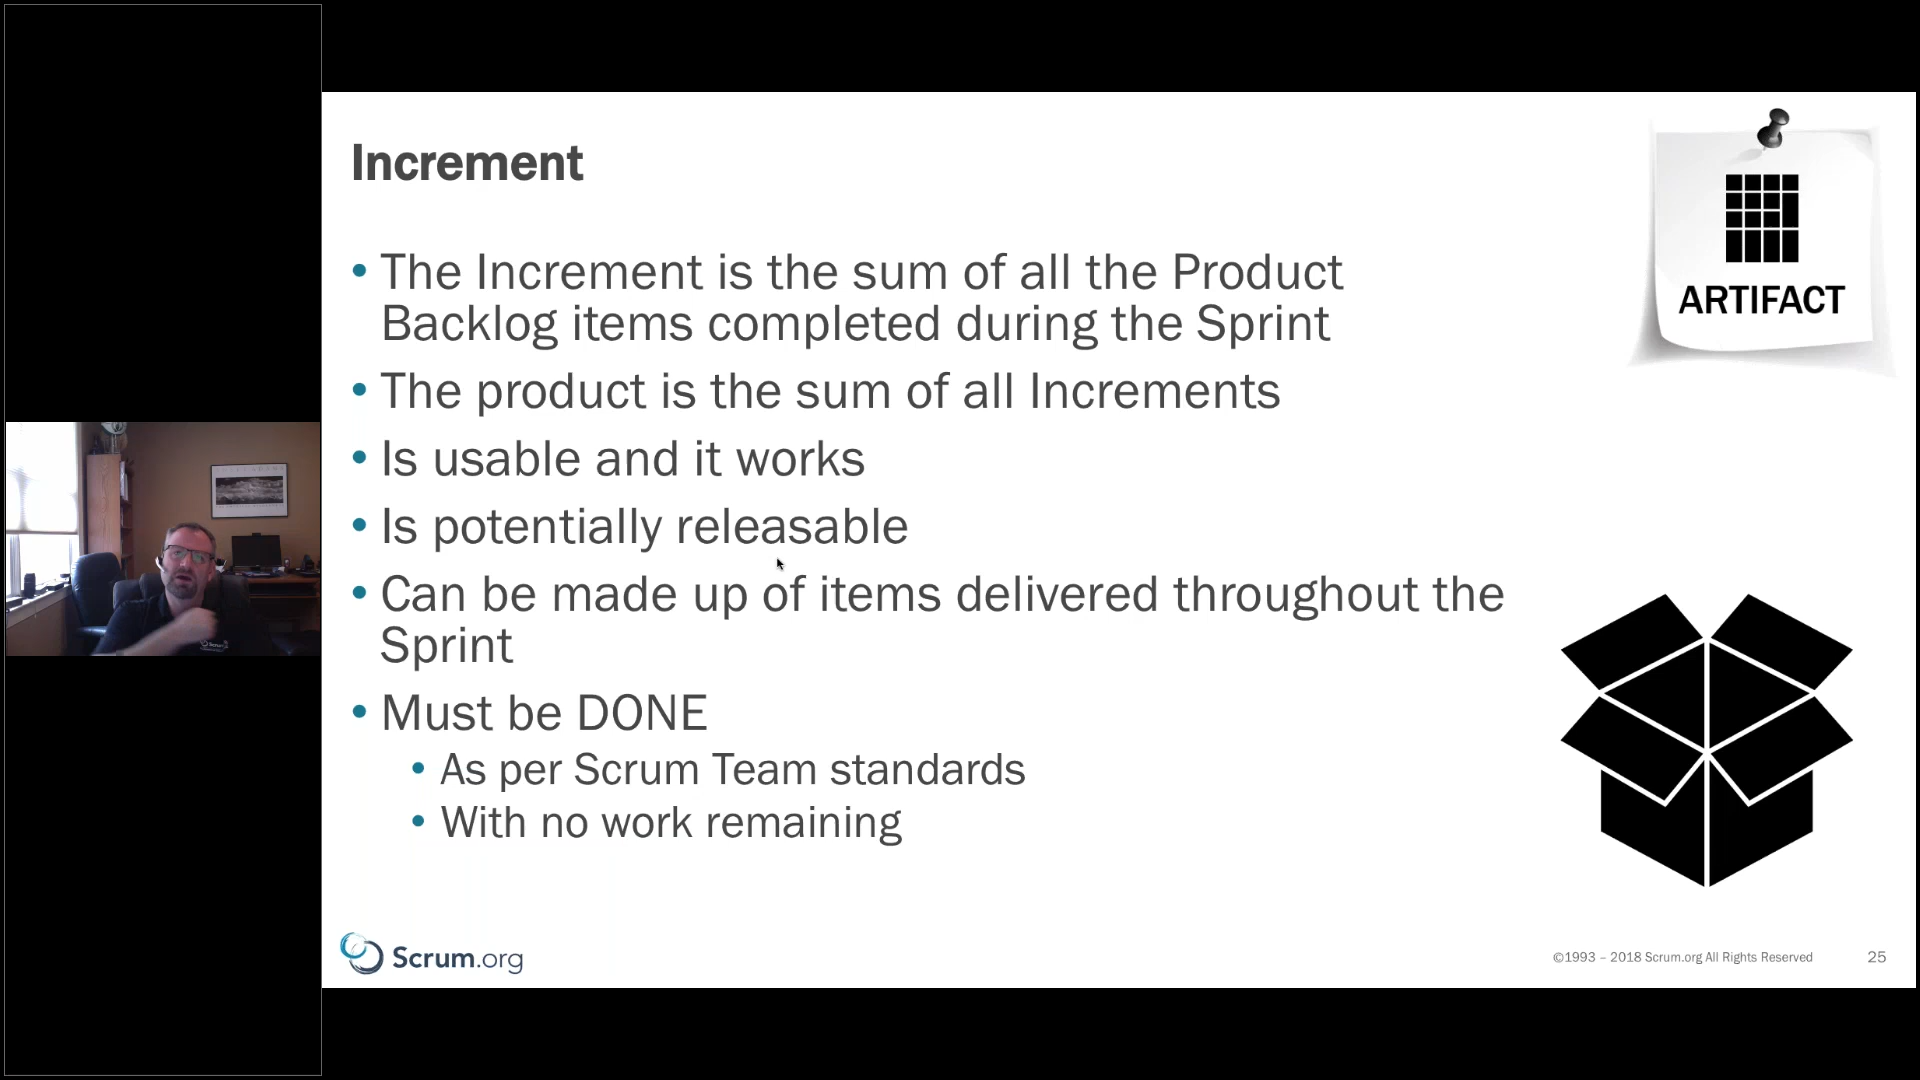 Increment
ARTIFACT
• The Increment is the sum of all the Product
Backlog items completed during the Sprint
• The product is the sum of all Increments
• Is usable and it works
• Is potentially releasable
• Can be made up of items delivered throughout the
Sprint
• Must be DONE
• As per Scrum Team standards
• With no work remaining
Scrum.org
©1993 – 2018 Scrum.org All Rights Reserved
25